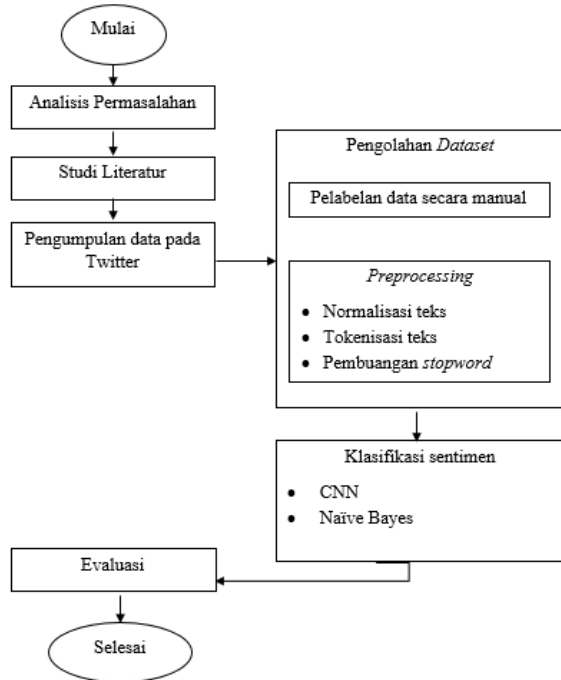 Mulai
Analisis Permasalahan
Studi Literatur
Pengumpulan data pada
Twitter
Pengolahan Dataset
Pelabelan data secara manual
Preprocessing
• Normalisasi teks
• Tokenisasi teks
• Pembuangan stopword
Klasifikasi sentimen
• CNN
• Naïve Bayes
Evaluasi
Selesai